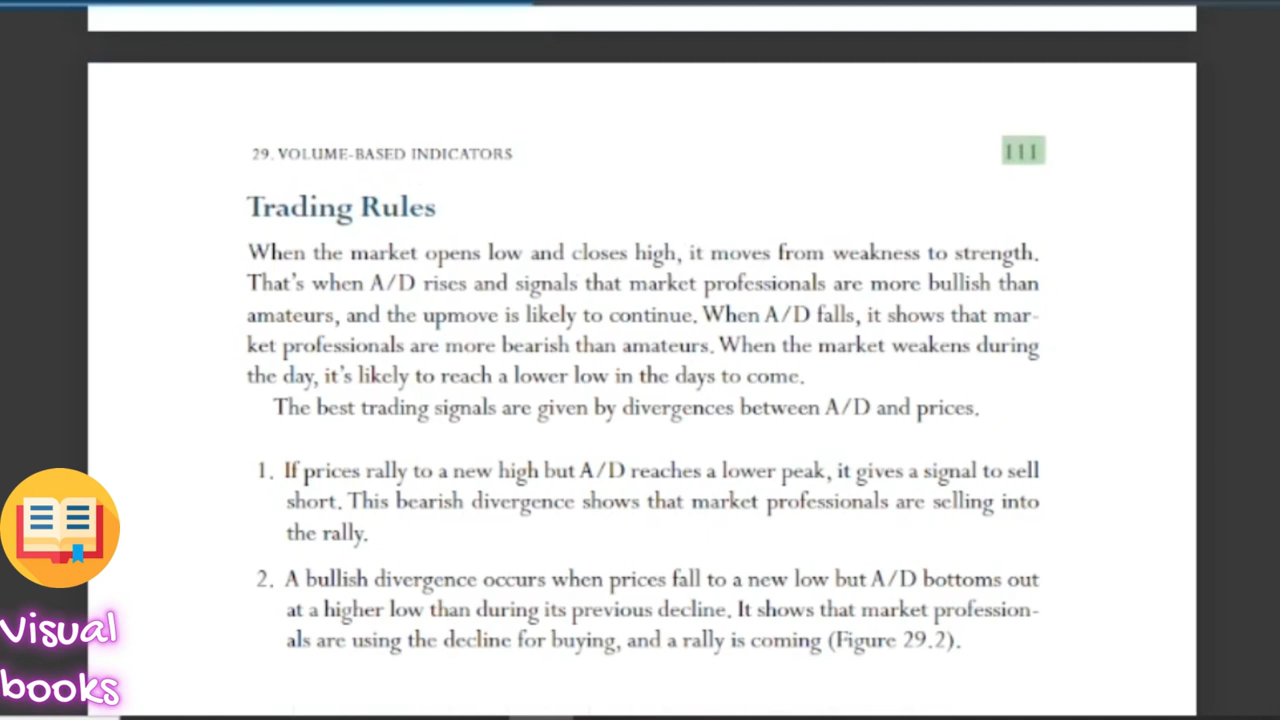 29. VOLUME-BASED INDICATORS
111
Trading Rules
When the market opens low and closes high, it moves from weakness to strength.
That's when A/D rises and signals that market professionals are more bullish than
amateurs, and the upmove is likely to continue. When A/D falls, it shows that mar-
ket professionals are more bearish than amateurs. When the market weakens during
the day, it's likely to reach a lower low in the days to come.
The best trading signals are given by divergences between A/D and prices.
1. If prices rally to a new high but A/D reaches a lower peak, it gives a signal to sell
short. This bearish divergence shows that market professionals are selling into
the rally.
2. A bullish divergence occurs when prices fall to a new low but A/D bottoms out
at a higher low than during its previous decline. It shows that market profession-
als are using the decline for buying, and a rally is coming (Figure 29.2).
Visual
books